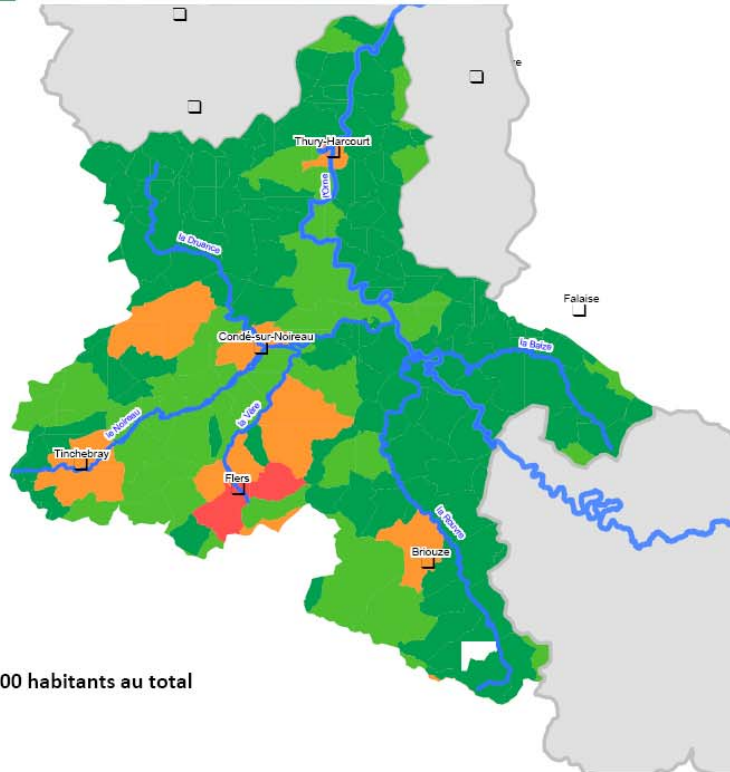 re
Thury-Harcourt
l'Orne
la Druance
Falaise
Condé-sur-Noireau
la Baize
le Noireau
la Vère
Tinchebray
Flers
la Rouvre
Briouze
00 habitants au total